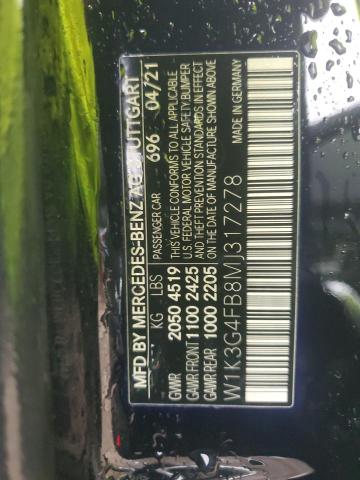 MFD BY MERCEDES-BENZ AG STUTTGART
PASSENGER CAR 696 04/21
KG LBS
GVWR 2050 4519
GAWR FRONT 1100 2425
GAWR REAR 1000 2205
THIS VEHICLE CONFORMS TO ALL APPLICABLE
U.S. FEDERAL MOTOR VEHICLE SAFETY, BUMPER
AND THEFT PREVENTION STANDARDS IN EFFECT
ON THE DATE OF MANUFACTURE SHOWN ABOVE
MADE IN GERMANY
W1K3G4FB8MJ317278